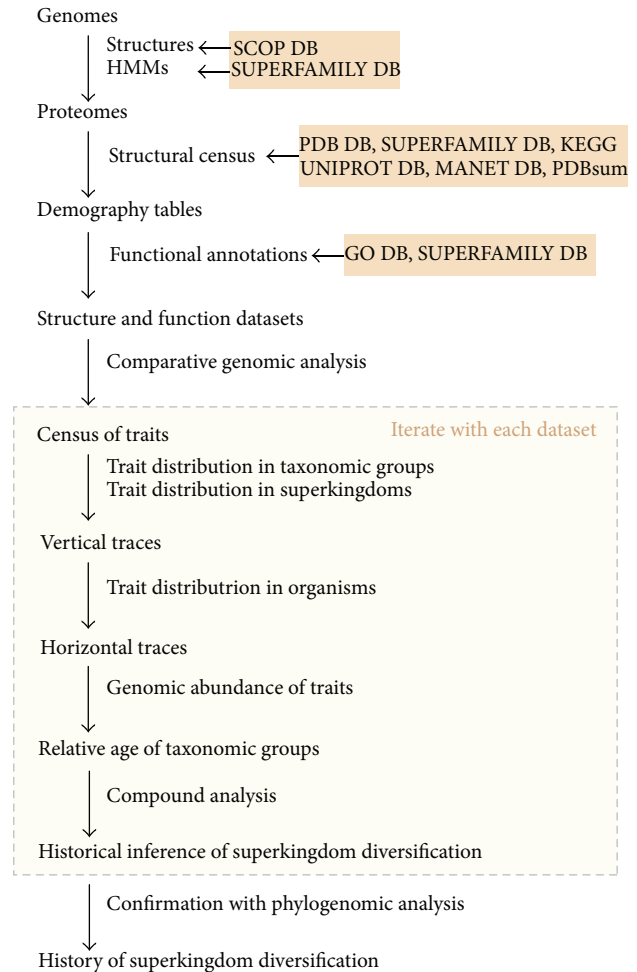 Genomes
Structures
SCOP DB
HMMs
SUPERFAMILY DB
Proteomes
Structural census
PDB DB, SUPERFAMILY DB, KEGG
UNIPROT DB, MANET DB, PDBsum
Demography tables
Functional annotations
GO DB, SUPERFAMILY DB
Structure and function datasets
Comparative genomic analysis
Iterate with each dataset
Census of traits
Trait distribution in taxonomic groups
Trait distribution in superkingdoms
Vertical traces
Trait distributrion in organisms
Horizontal traces
Genomic abundance of traits
Relative age of taxonomic groups
Compound analysis
Historical inference of superkingdom diversification
Confirmation with phylogenomic analysis
History of superkingdom diversification